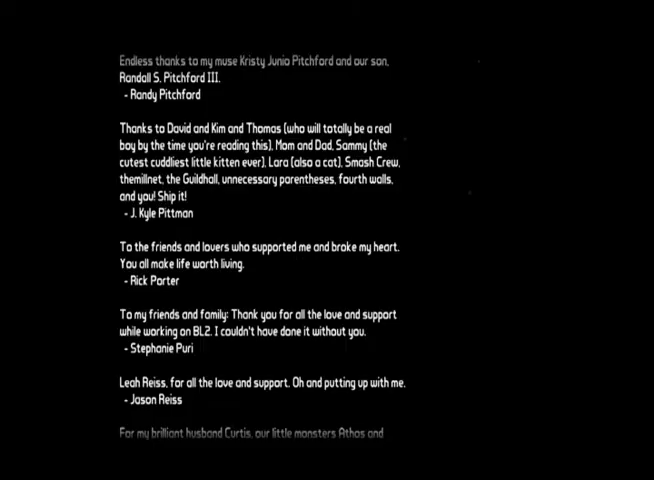 Endless thanks to my muse Kristy Junio Pitchford and our son,
Randall S. Pitchford III.
- Randy Pitchford
Thanks to David and Kim and Thomas (who will totally be a real
boy by the time you're reading this), Mom and Dad, Sammy (the
cutest cuddliest little kitten ever), Lara (also a cat), Smash Crew,
themillnet, the Guildhall, unnecessary parentheses, fourth walls,
and you! Ship it!
- J. Kyle Pittman
To the friends and lovers who supported me and broke my heart.
You all make life worth living.
- Rick Porter
To my friends and family: Thank you for all the love and support
while working on BL2. I couldn't have done it without you.
- Stephanie Puri
Leah Reiss, for all the love and support. Oh and putting up with me.
- Jason Reiss
For my brilliant husband Curtis, our little monsters Athos and